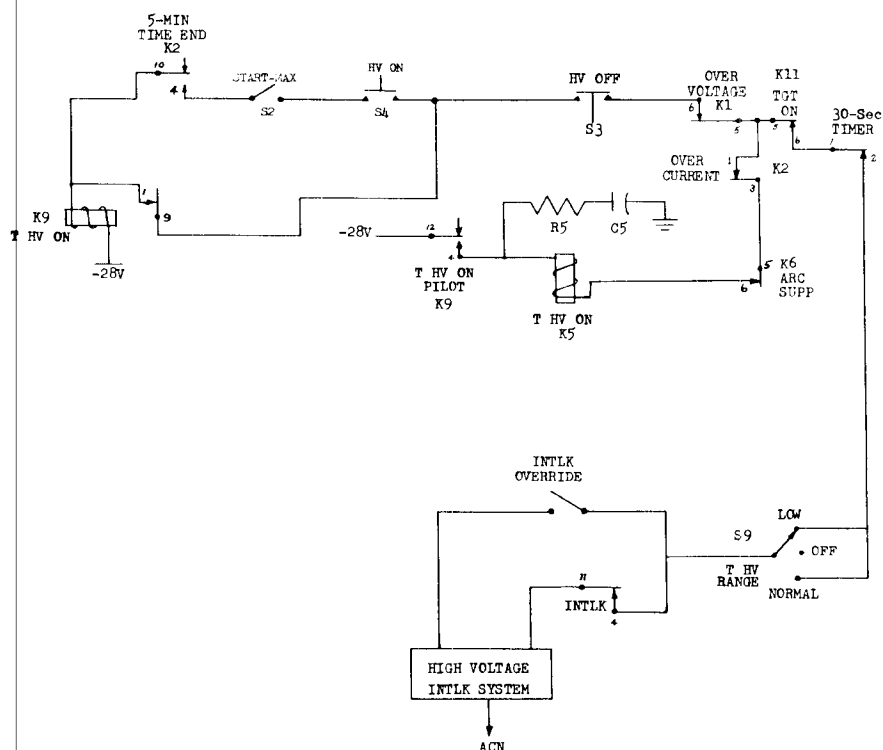 5-MIN
TIME END
K2
10
4
START-MAX
S2
HV ON
S4
HV OFF
S3
OVER
VOLTAGE
K1
6
5
K11
TGT
ON
5
6
30-Sec
TIMER
1
2
OVER
CURRENT
1
K2
3
K9
T HV ON
-28V
1
9
-28V
12
4
T HV ON
PILOT
K9
R5
C5
T HV ON
K5
5
6
K6
ARC
SUPP
INTLK
OVERRIDE
S9
LOW
OFF
T HV
RANGE
NORMAL
11
INTLK
4
HIGH VOLTAGE
INTLK SYSTEM
ACN